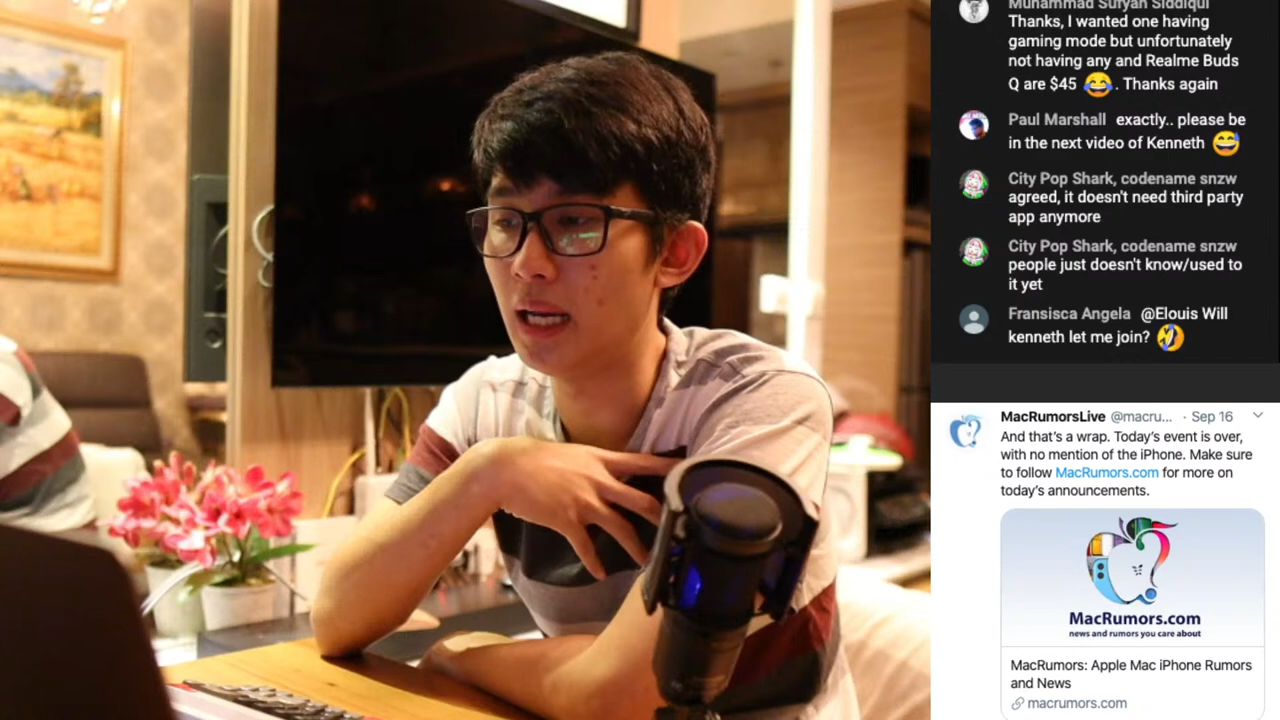 Muhammad Sufyan Siddiqui
Thanks, I wanted one having
gaming mode but unfortunately
not having any and Realme Buds
Q are $45 😂. Thanks again
Paul Marshall exactly.. please be
in the next video of Kenneth 😅
City Pop Shark, codename snzw
agreed, it doesn't need third party
app anymore
City Pop Shark, codename snzw
people just doesn't know/used to
it yet
Fransisca Angela @Elouis Will
kenneth let me join? 🤣
MacRumorsLive @macru... · Sep 16
And that's a wrap. Today's event is over,
with no mention of the iPhone. Make sure
to follow MacRumors.com for more on
today's announcements.
MacRumors.com
news and rumors you care about
MacRumors: Apple Mac iPhone Rumors
and News
macrumors.com